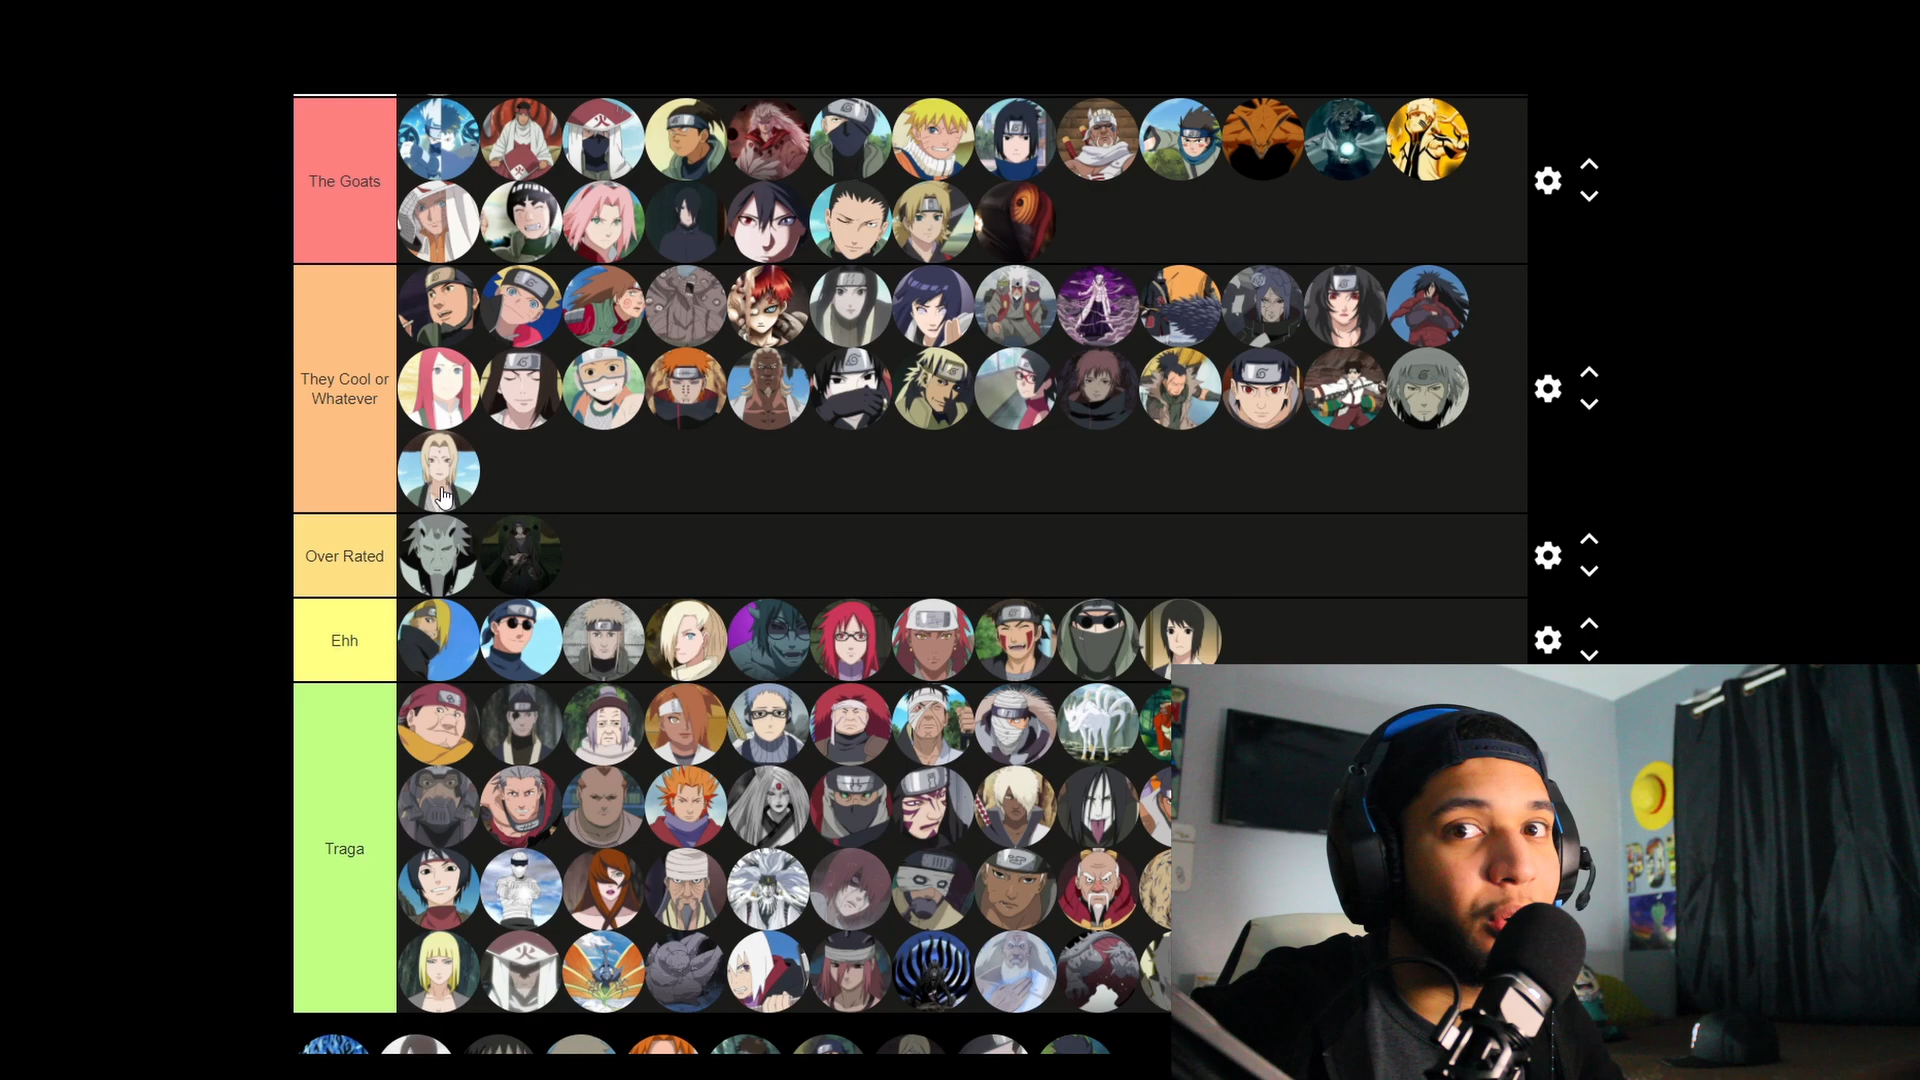 The Goats
They Cool or
Whatever
Over Rated
Ehh
Traga